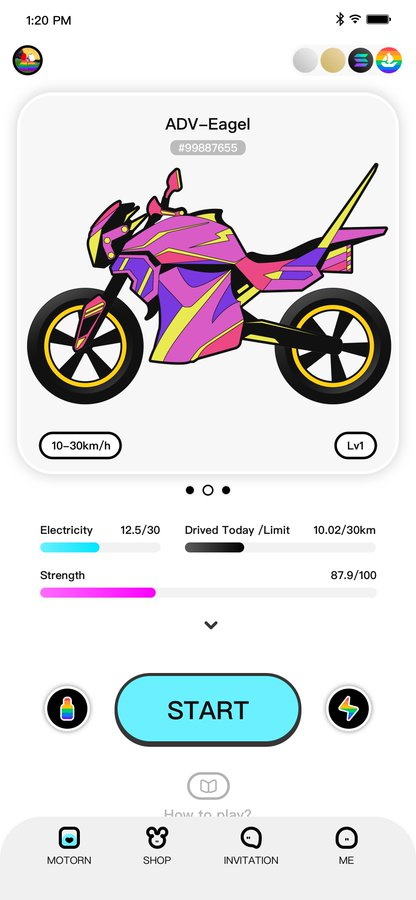 1:20 PM
ADV-Eagel
#99887655
10-30km/h
Lv1
Electricity 12.5/30
Drived Today /Limit 10.02/30km
Strength 87.9/100
START
How to play?
MOTORN SHOP INVITATION ME